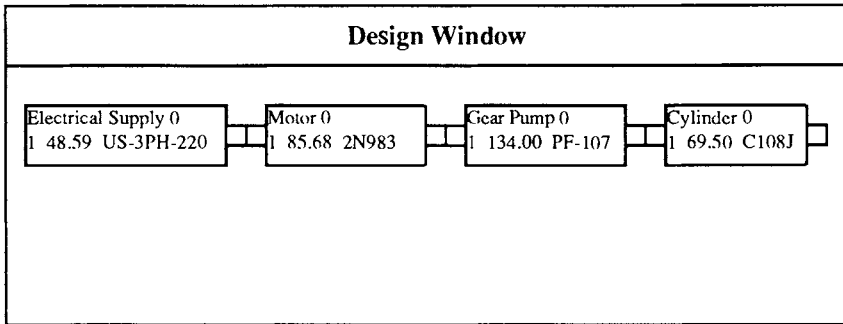 Design Window
Electrical Supply 0
1 48.59 US-3PH-220
Motor 0
1 85.68 2N983
Gear Pump 0
1 134.00 PF-107
Cylinder 0
1 69.50 C108J